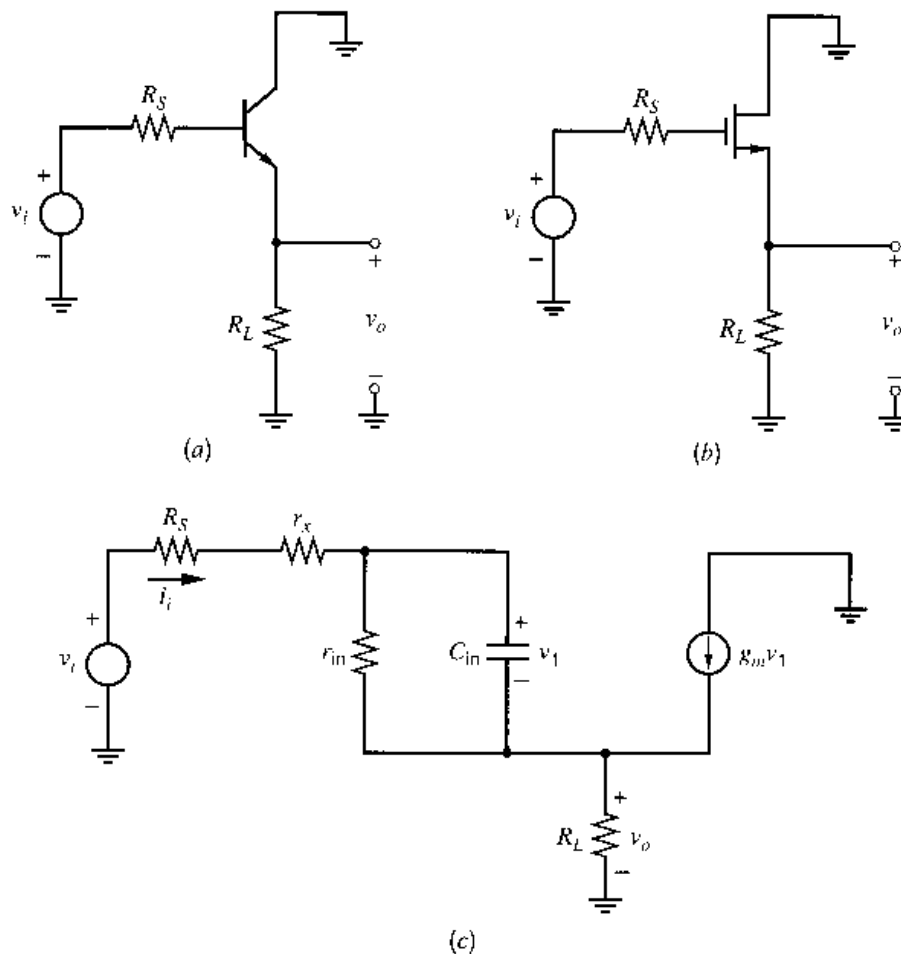 R_S
+
v_i
−
R_L
+
v_o
−
(a)
R_S
+
v_i
−
R_L
+
v_o
−
(b)
R_S
r_x
i_i
+
v_i
−
r_in
C_in
+
v_1
−
g_m v_1
R_L
+
v_o
−
(c)